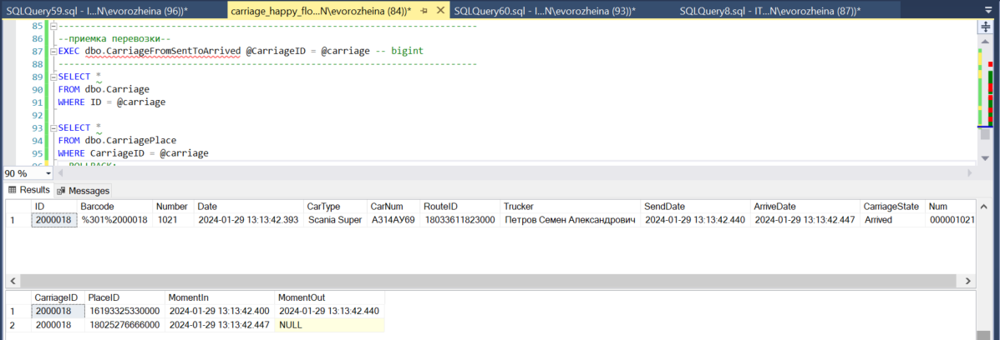 SQLQuery59.sql - I...N\evorozheina (96))*
carriage_happy_flo...N\evorozheina (84))*
SQLQuery60.sql - I...N\evorozheina (93))*
SQLQuery8.sql - IT...N\evorozheina (87))*
85 --------------------------------------------------------------------------
86 --приемка перевозки--
87 EXEC dbo.CarriageFromSentToArrived @CarriageID = @carriage -- bigint
88 --------------------------------------------------------------------------
89 SELECT *
90 FROM dbo.Carriage
91 WHERE ID = @carriage
92
93 SELECT *
94 FROM dbo.CarriagePlace
95 WHERE CarriageID = @carriage
90 %
Results Messages
ID Barcode Number Date CarType CarNum RouteID Trucker SendDate ArriveDate CarriageState Num
1 2000018 %301%2000018 1021 2024-01-29 13:13:42.393 Scania Super А314АУ69 18033611823000 Петров Семен Александрович 2024-01-29 13:13:42.440 2024-01-29 13:13:42.447 Arrived 000001021
CarriageID PlaceID MomentIn MomentOut
1 2000018 16193325330000 2024-01-29 13:13:42.400 2024-01-29 13:13:42.440
2 2000018 18025276666000 2024-01-29 13:13:42.447 NULL